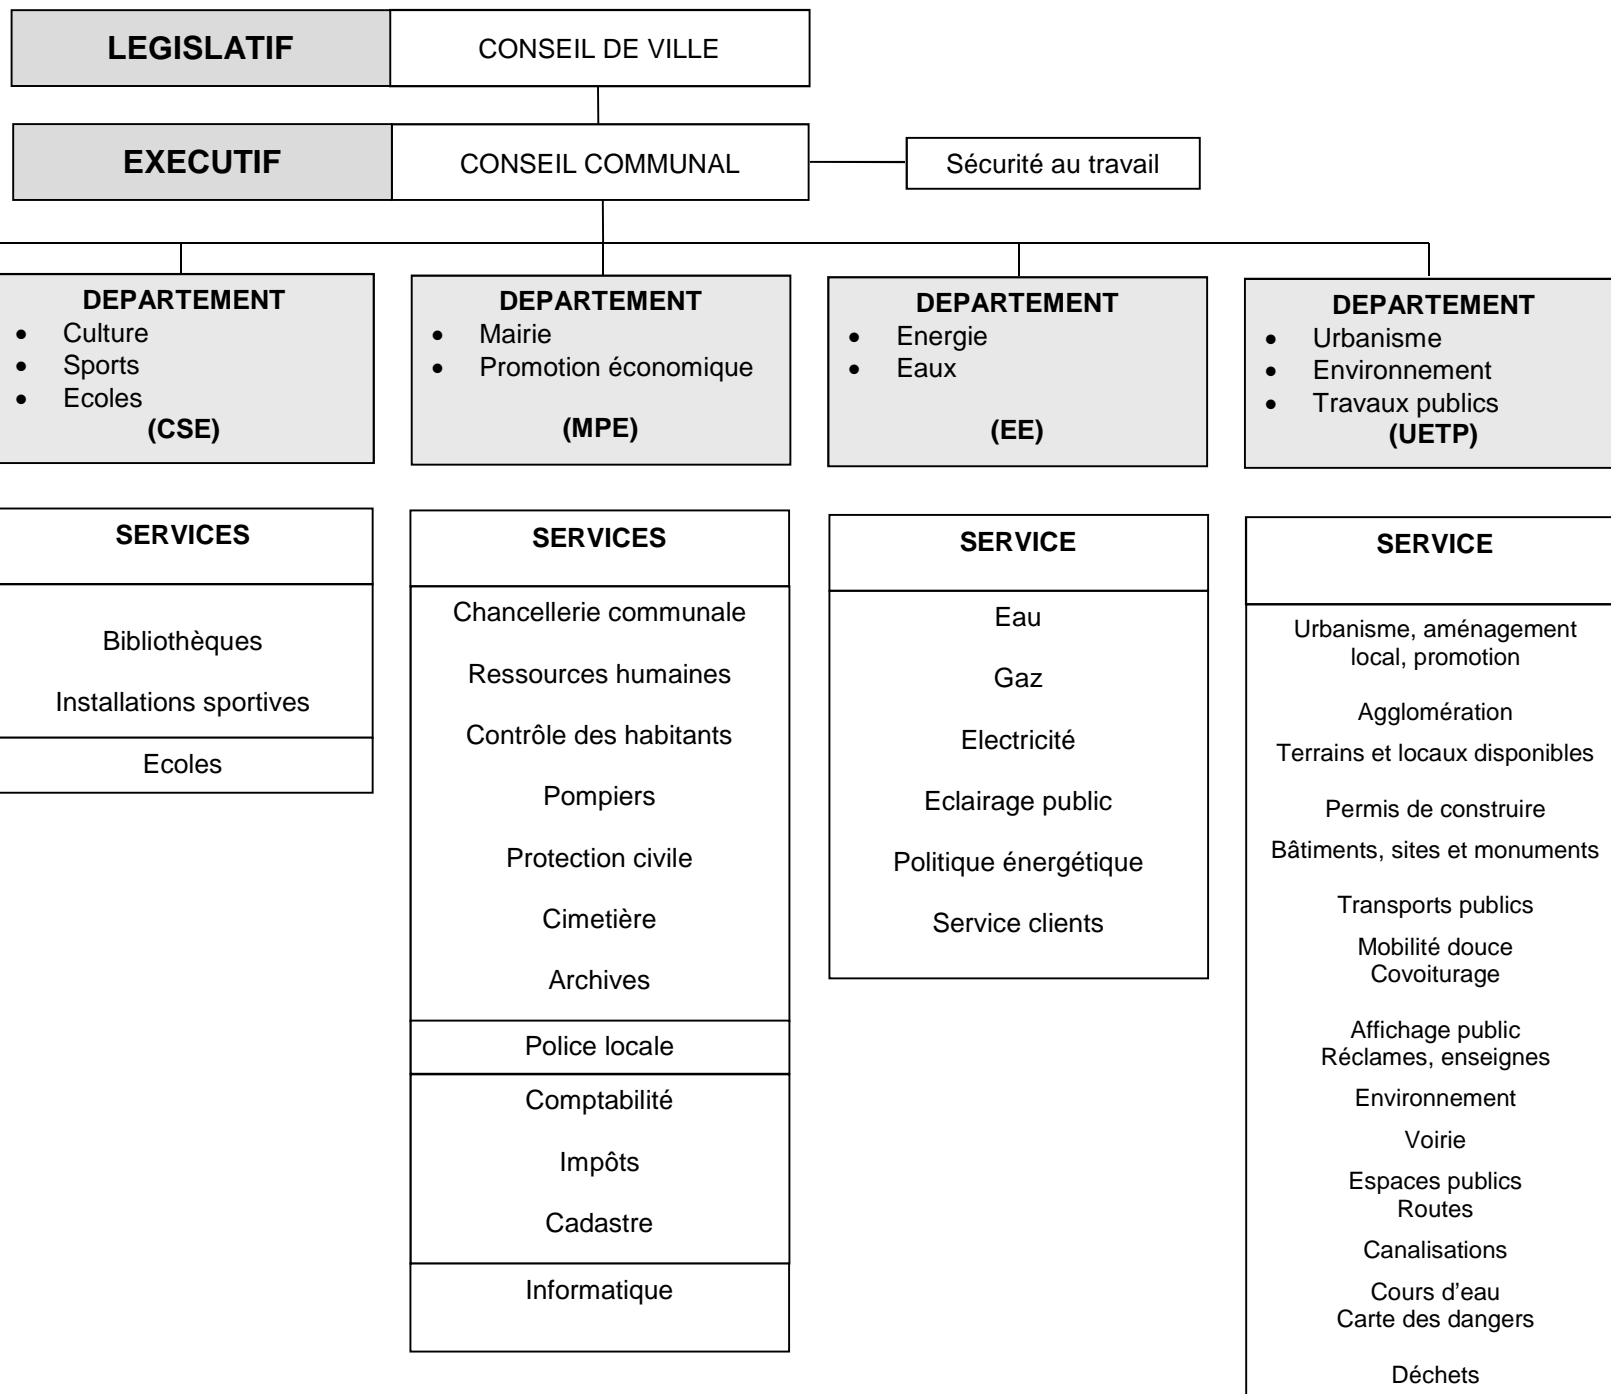 LEGISLATIF
CONSEIL DE VILLE
EXECUTIF
CONSEIL COMMUNAL
Sécurité au travail
DEPARTEMENT
• Culture
• Sports
• Ecoles
(CSE)
DEPARTEMENT
• Mairie
• Promotion économique
(MPE)
DEPARTEMENT
• Energie
• Eaux
(EE)
DEPARTEMENT
• Urbanisme
• Environnement
• Travaux publics
(UETP)
SERVICES
Bibliothèques
Installations sportives
Ecoles
SERVICES
Chancellerie communale
Ressources humaines
Contrôle des habitants
Pompiers
Protection civile
Cimetière
Archives
Police locale
Comptabilité
Impôts
Cadastre
Informatique
SERVICE
Eau
Gaz
Electricité
Eclairage public
Politique énergétique
Service clients
SERVICE
Urbanisme, aménagement
local, promotion
Agglomération
Terrains et locaux disponibles
Permis de construire
Bâtiments, sites et monuments
Transports publics
Mobilité douce
Covoiturage
Affichage public
Réclames, enseignes
Environnement
Voirie
Espaces publics
Routes
Canalisations
Cours d’eau
Carte des dangers
Déchets